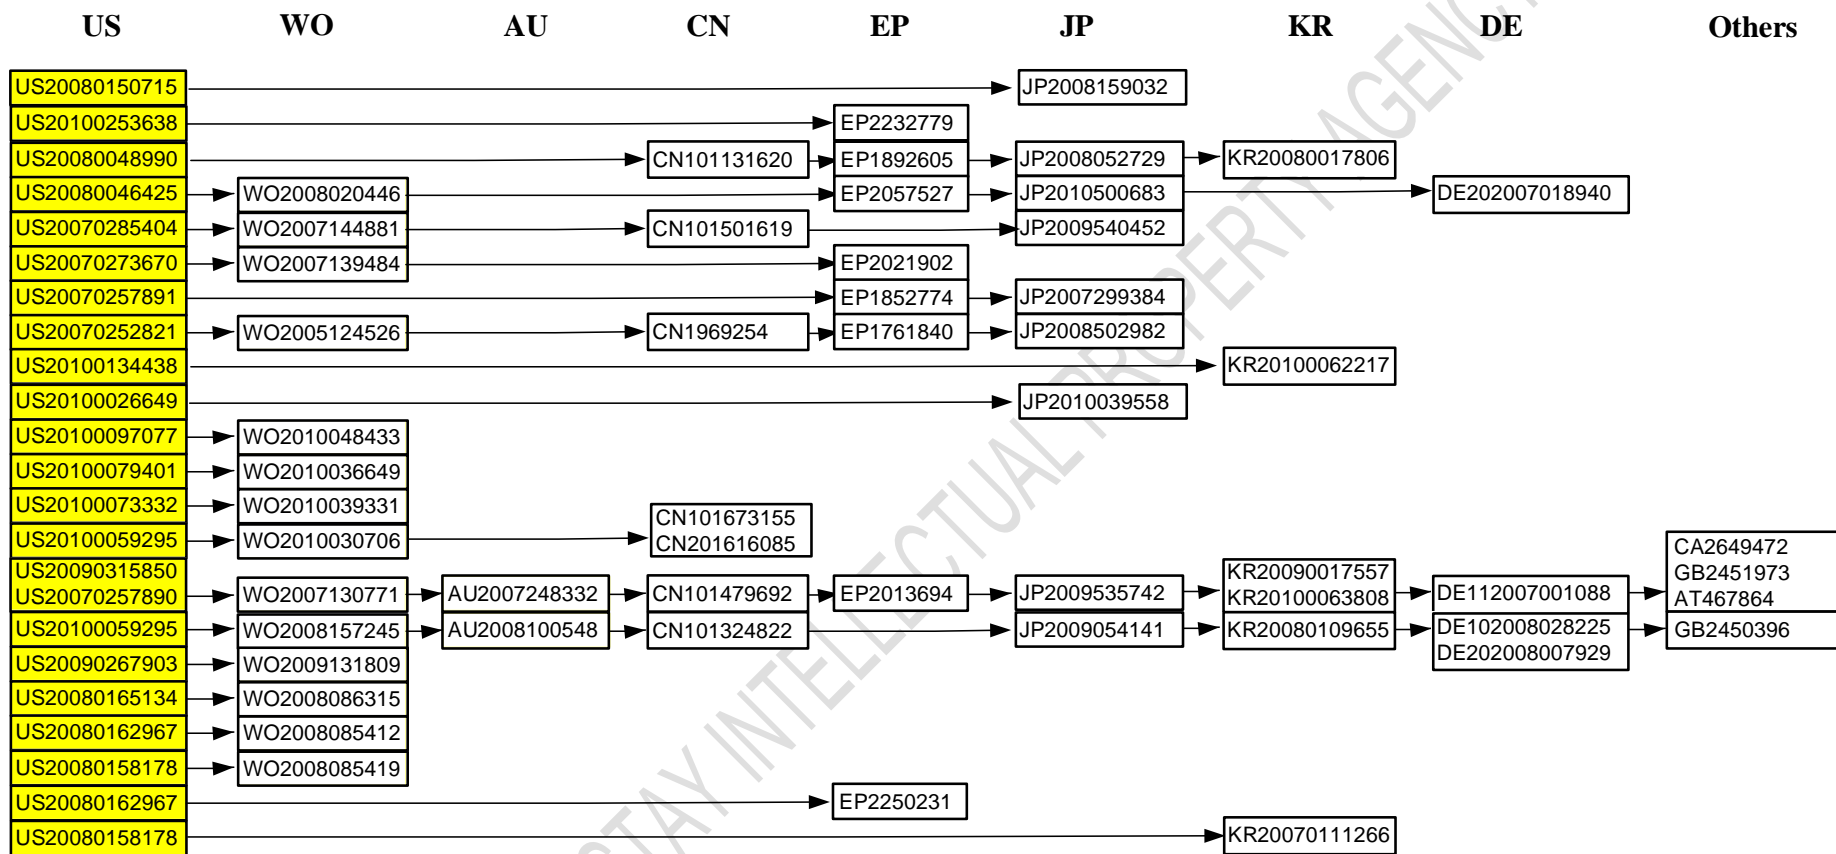 US WO AU CN EP JP KR DE Others
US20080150715 JP2008159032
US20100253638 EP2232779
US20080048990 CN101131620 EP1892605 JP2008052729 KR20080017806
US20080046425 WO2008020446 EP2057527 JP2010500683 DE202007018940
US20070285404 WO2007144881 CN101501619 JP2009540452
US20070273670 WO2007139484 EP2021902
US20070257891 EP1852774 JP2007299384
US20070252821 WO2005124526 CN1969254 EP1761840 JP2008502982
US20100134438 KR20100062217
US20100026649 JP2010039558
US20100097077 WO2010048433
US20100079401 WO2010036649
US20100073332 WO2010039331
CN101673155
US20100059295 WO2010030706 CN201616085
CA2649472
US20090315850 KR20090017557 GB2451973
US20070257890 WO2007130771 AU2007248332 CN101479692 EP2013694 JP2009535742 KR20100063808 DE112007001088 AT467864
US20100059295 WO2008157245 AU2008100548 CN101324822 JP2009054141 KR20080109655 DE102008028225 GB2450396
DE202008007929
US20090267903 WO2009131809
US20080165134 WO2008086315
US20080162967 WO2008085412
US20080158178 WO2008085419
US20080162967 EP2250231
US20080158178 KR20070111266
STAY INTELLECTUAL PROPERTY AGENCY